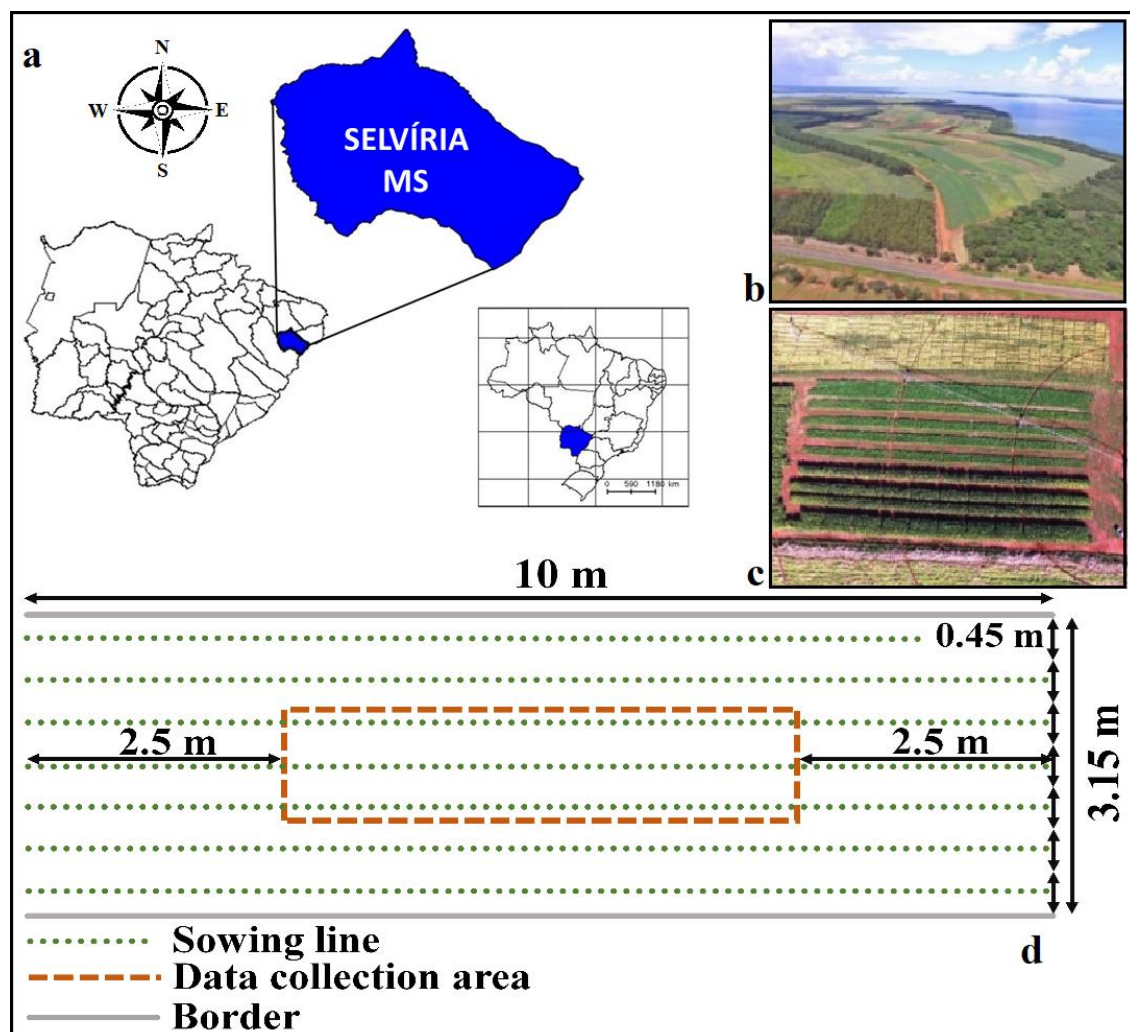 a
N
W
E
S
SELVÍRIA
MS
0 590 1180 km
b
c
10 m
0.45 m
2.5 m
2.5 m
3.15 m
Sowing line
d
Data collection area
Border